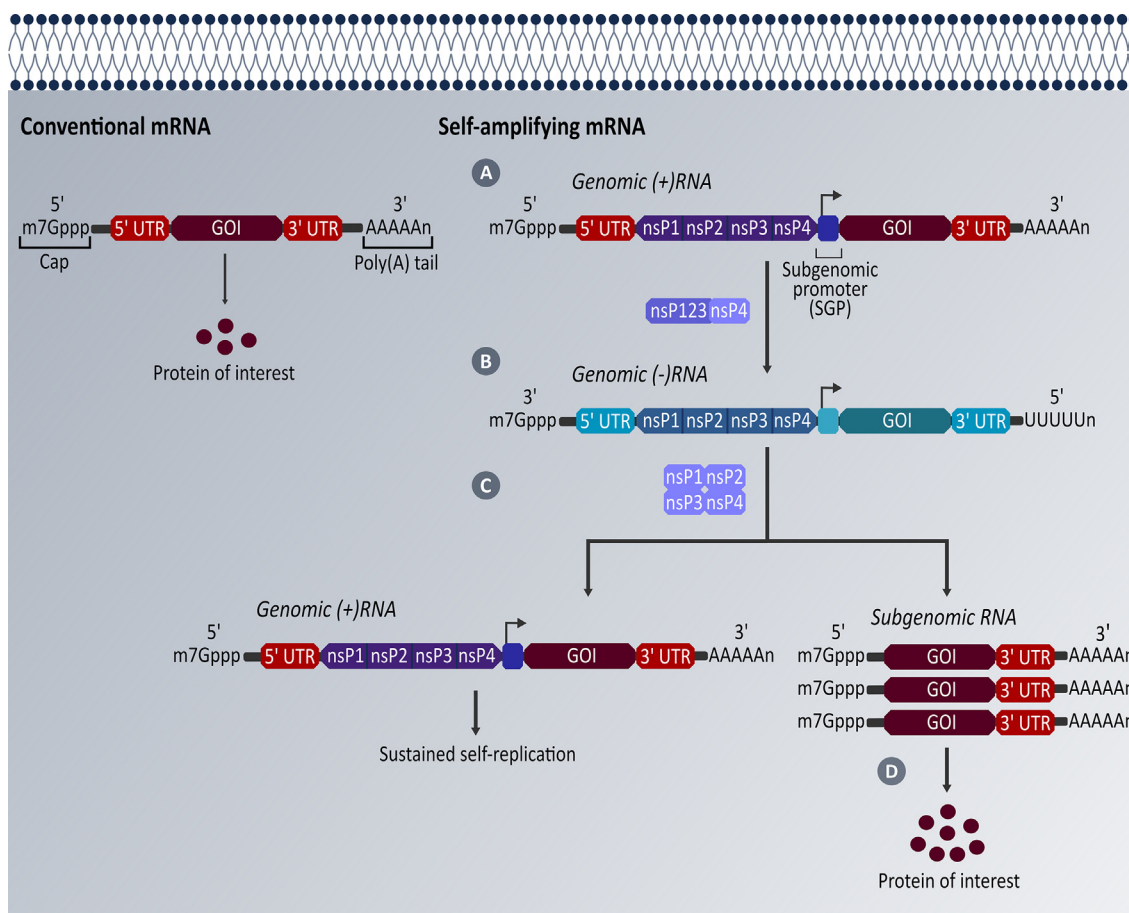 Conventional mRNA
5' 3'
m7Gppp 5' UTR GOI 3' UTR AAAAAn
Cap Poly(A) tail
Protein of interest
Self-amplifying mRNA
A
Genomic (+)RNA
5' 3'
m7Gppp 5' UTR nsP1 nsP2 nsP3 nsP4 GOI 3' UTR AAAAAn
Subgenomic
promoter
(SGP)
nsP123 nsP4
B
Genomic (-)RNA
3' 5'
m7Gppp 5' UTR nsP1 nsP2 nsP3 nsP4 GOI 3' UTR UUUUUn
C
nsP1 nsP2
nsP3 nsP4
Genomic (+)RNA
5' 3'
m7Gppp 5' UTR nsP1 nsP2 nsP3 nsP4 GOI 3' UTR AAAAAn
Sustained self-replication
Subgenomic RNA
5' 3'
m7Gppp GOI 3' UTR AAAAAn
m7Gppp GOI 3' UTR AAAAAn
m7Gppp GOI 3' UTR AAAAAn
D
Protein of interest